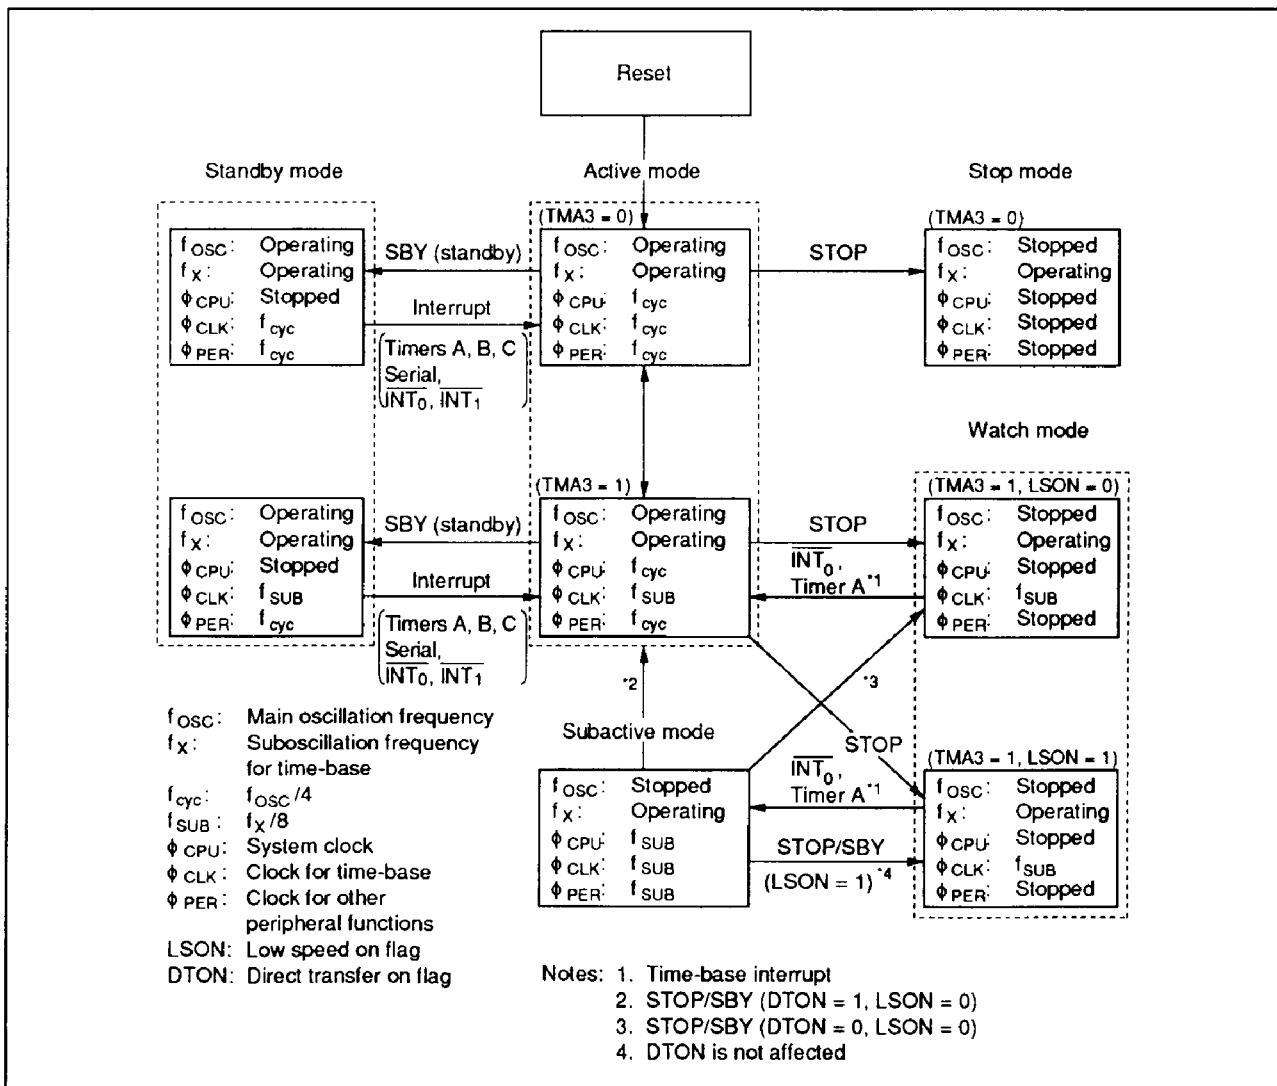 Reset
Standby mode
Active mode
Stop mode
(TMA3 = 0)
(TMA3 = 0)
fOSC: Operating
fX: Operating
ϕCPU: Stopped
ϕCLK: fcyc
ϕPER: fcyc
SBY (standby)
Interrupt
Timers A, B, C
Serial,
INT0, INT1
fOSC: Operating
fX: Operating
ϕCPU: fcyc
ϕCLK: fcyc
ϕPER: fcyc
STOP
fOSC: Stopped
fX: Operating
ϕCPU: Stopped
ϕCLK: Stopped
ϕPER: Stopped
Watch mode
(TMA3 = 1)
(TMA3 = 1, LSON = 0)
fOSC: Operating
fX: Operating
ϕCPU: Stopped
ϕCLK: fSUB
ϕPER: fcyc
SBY (standby)
Interrupt
Timers A, B, C
Serial,
INT0, INT1
fOSC: Operating
fX: Operating
ϕCPU: fcyc
ϕCLK: fSUB
ϕPER: fcyc
STOP
INT0,
Timer A*1
fOSC: Stopped
fX: Operating
ϕCPU: Stopped
ϕCLK: fSUB
ϕPER: Stopped
*2
*3
Subactive mode
STOP
(TMA3 = 1, LSON = 1)
fOSC: Stopped
fX: Operating
ϕCPU: fSUB
ϕCLK: fSUB
ϕPER: fSUB
INT0,
Timer A*1
STOP/SBY
(LSON = 1)*4
fOSC: Stopped
fX: Operating
ϕCPU: Stopped
ϕCLK: fSUB
ϕPER: Stopped
fOSC: Main oscillation frequency
fX: Suboscillation frequency
for time-base
fcyc: fOSC/4
fSUB: fX/8
ϕCPU: System clock
ϕCLK: Clock for time-base
ϕPER: Clock for other
peripheral functions
LSON: Low speed on flag
DTON: Direct transfer on flag
Notes: 1. Time-base interrupt
2. STOP/SBY (DTON = 1, LSON = 0)
3. STOP/SBY (DTON = 0, LSON = 0)
4. DTON is not affected